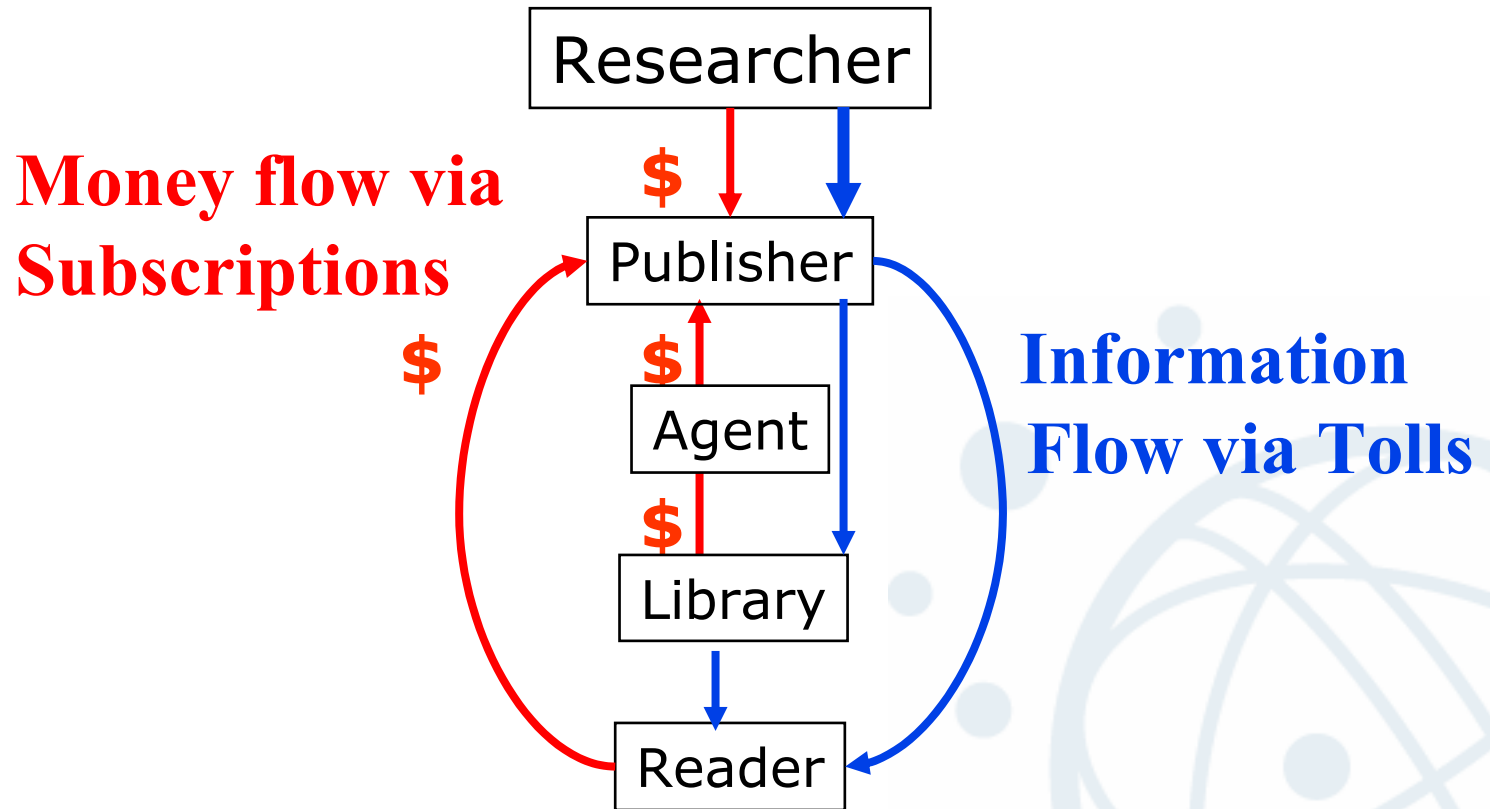 Researcher
Money flow via
Subscriptions
$
Publisher
$
$
Information
Flow via Tolls
Agent
$
Library
Reader